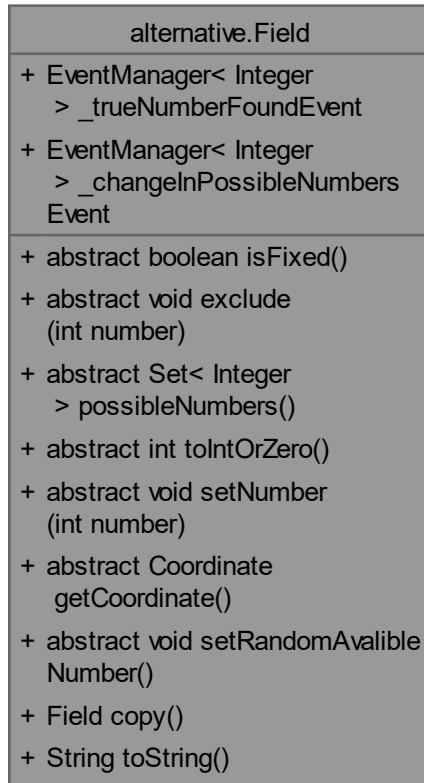 alternative.Field
+ EventManager< Integer
> _trueNumberFoundEvent
+ EventManager< Integer
> _changeInPossibleNumbers
Event
+ abstract boolean isFixed()
+ abstract void exclude
(int number)
+ abstract Set< Integer
> possibleNumbers()
+ abstract int toIntOrZero()
+ abstract void setNumber
(int number)
+ abstract Coordinate
getCoordinate()
+ abstract void setRandomAvalible
Number()
+ Field copy()
+ String toString()